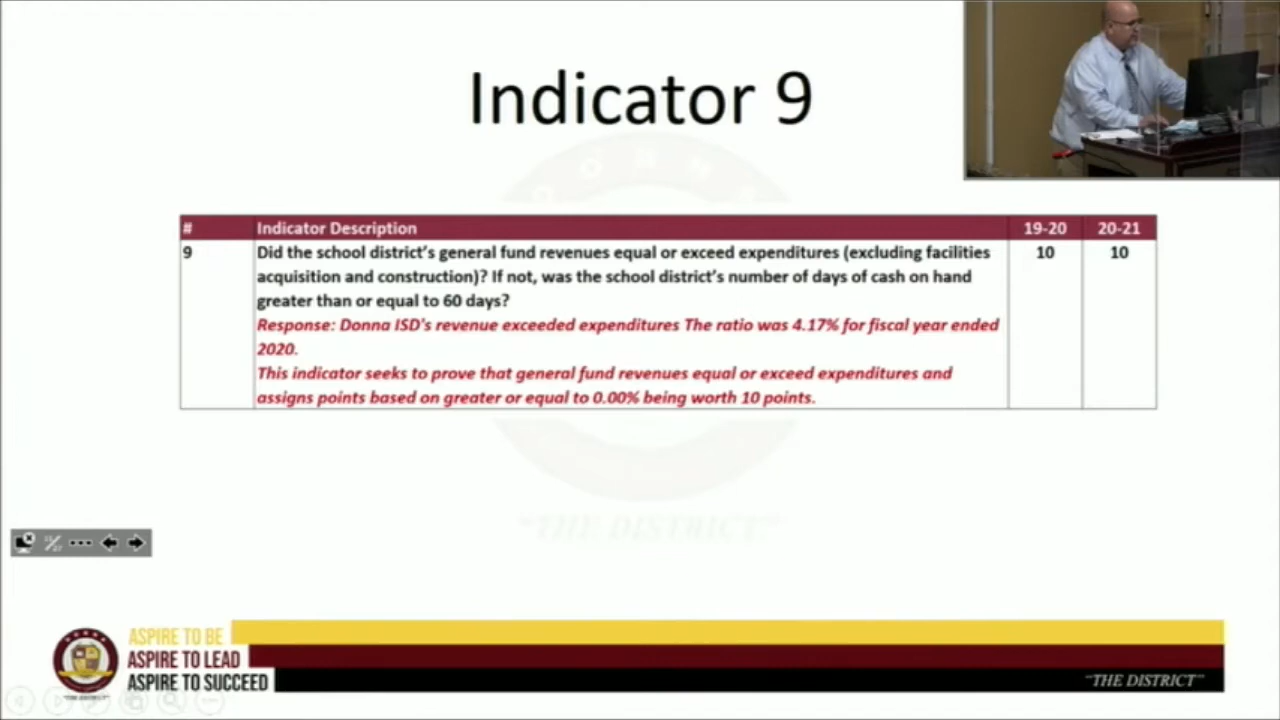 Indicator 9
# Indicator Description 19-20 20-21
9 Did the school district's general fund revenues equal or exceed expenditures (excluding facilities 10 10
acquisition and construction)? If not, was the school district's number of days of cash on hand
greater than or equal to 60 days?
Response: Donna ISD's revenue exceeded expenditures The ratio was 4.17% for fiscal year ended
2020.
This indicator seeks to prove that general fund revenues equal or exceed expenditures and
assigns points based on greater or equal to 0.00% being worth 10 points.
"THE DISTRICT"
ASPIRE TO BE
ASPIRE TO LEAD
ASPIRE TO SUCCEED
"THE DISTRICT"
DONNA
"THE DISTRICT"